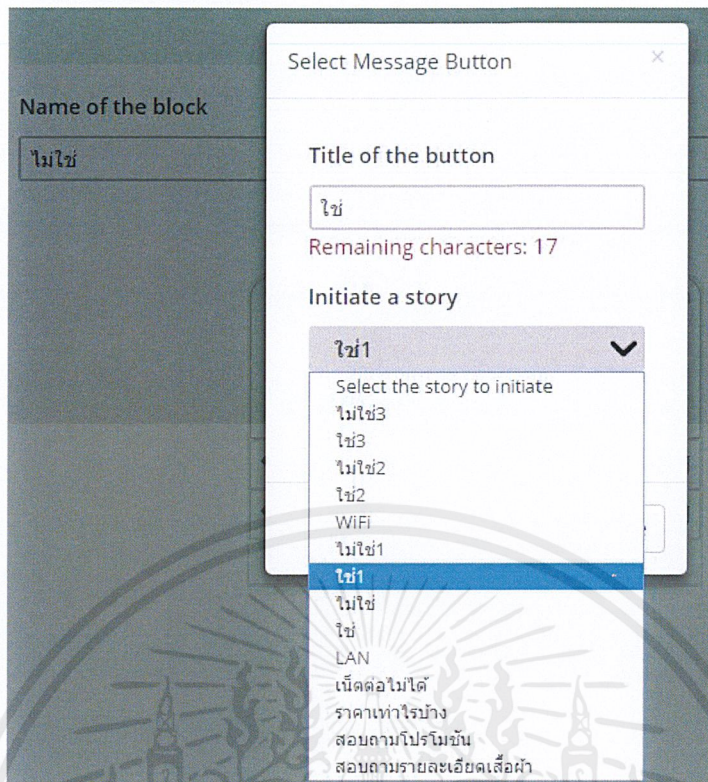 Select Message Button
×
Name of the block
ไม่ใช่
Title of the button
ใช่
Remaining characters: 17
Initiate a story
ใช่1
Select the story to initiate
ไม่ใช่3
ใช่3
ไม่ใช่2
ใช่2
WiFi
ไม่ใช่1
ใช่1
ไม่ใช่
ใช่
LAN
เน็ตต่อไม่ได้
ราคาเท่าไรบ้าง
สอบถามโปรโมชั่น
สอบถามรายละเอียดเสื้อผ้า